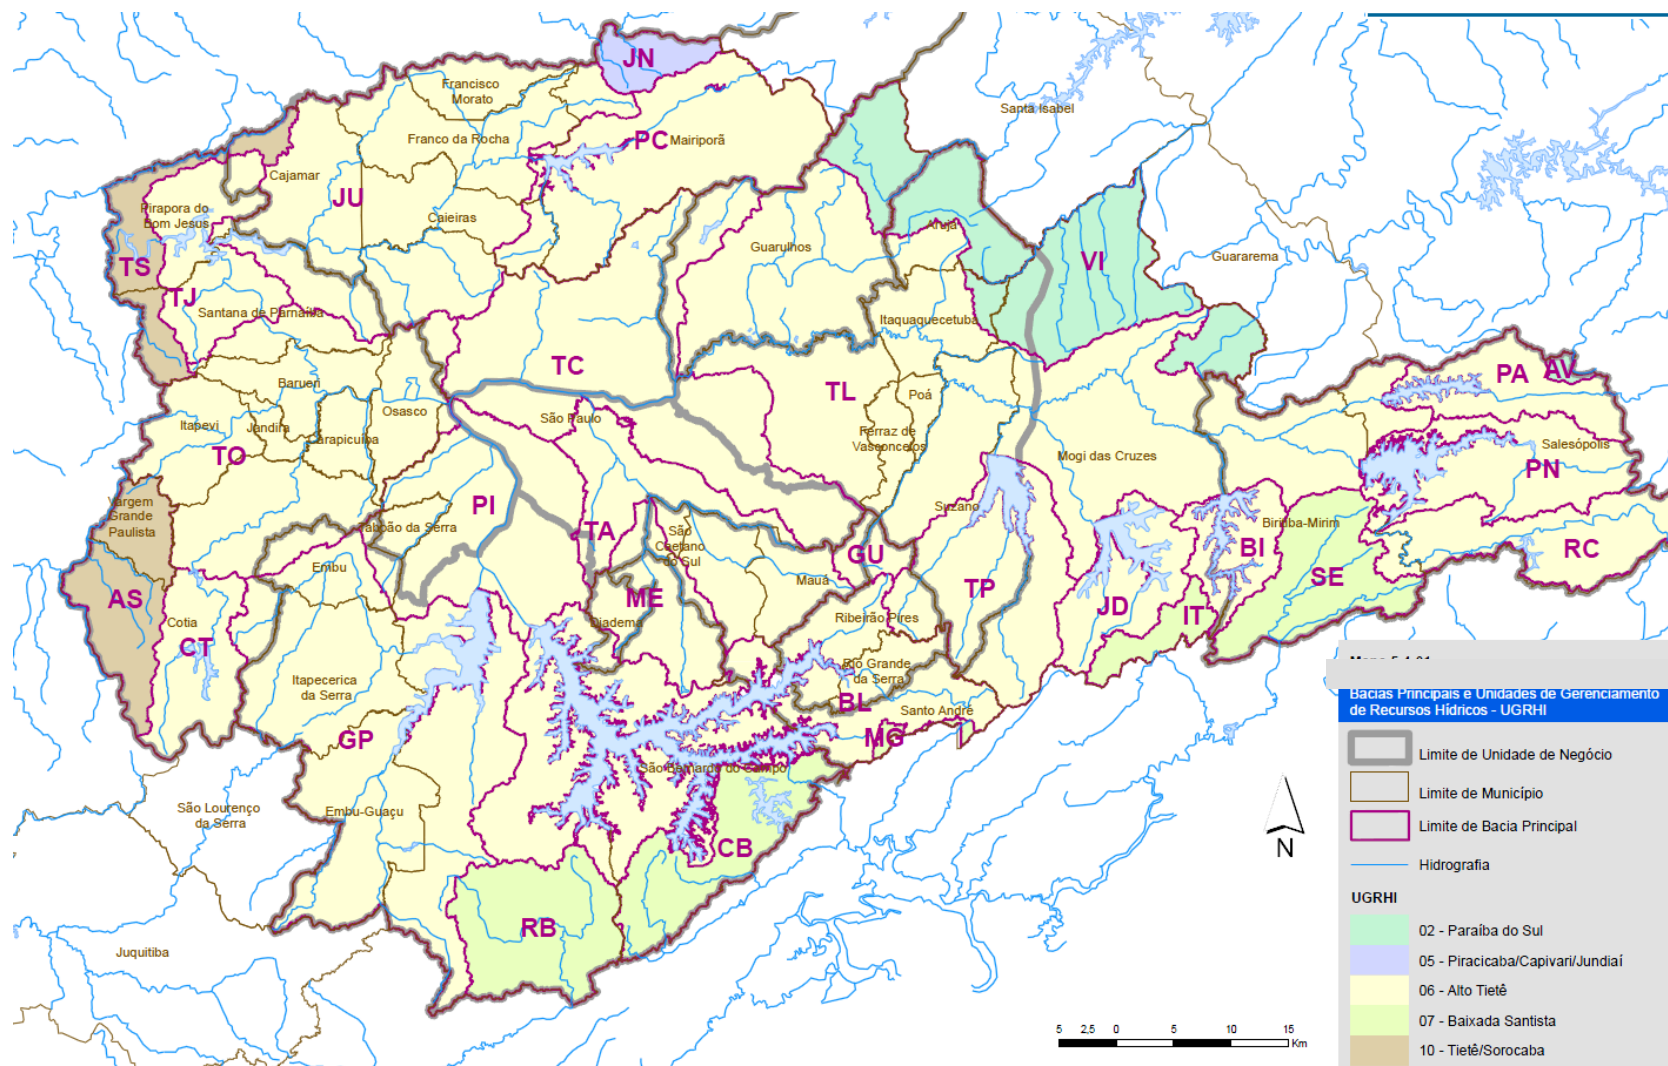 JN
Francisco
Morato
Santa Isabel
Franco da Rocha
PC
Mairiporã
Cajamar
JU
Pirapora do
Bom Jesus
Caieiras
Guarulhos
Arujá
TS
VI
Guararema
TJ
Santana de Parnaíba
Itaquaquecetuba
TC
PA
AV
Barueri
TL
Poá
Osasco
São Paulo
Itapevi
Jandira
Carapicuíba
Ferraz de
Vasconcelos
Salesópolis
TO
Mogi das Cruzes
PN
Vargem
Grande
Paulista
PI
Suzano
Taboão da Serra
TA
São
Caetano
do Sul
Biritiba-Mirim
GU
BI
RC
Embu
Mauá
SE
AS
ME
TP
JD
IT
Cotia
Diadema
Ribeirão Pires
CT
Rio Grande
da Serra
Itapecerica
da Serra
BL
Santo André
GP
MG
São Bernardo do Campo
São Lourenço
da Serra
Embu-Guaçu
CB
RB
Juquitiba
N
5 2,5 0 5 10 15
Km
Bacias Principais e Unidades de Gerenciamento
de Recursos Hídricos - UGRHI
Limite de Unidade de Negócio
Limite de Município
Limite de Bacia Principal
Hidrografia
UGRHI
02 - Paraíba do Sul
05 - Piracicaba/Capivari/Jundiaí
06 - Alto Tietê
07 - Baixada Santista
10 - Tietê/Sorocaba